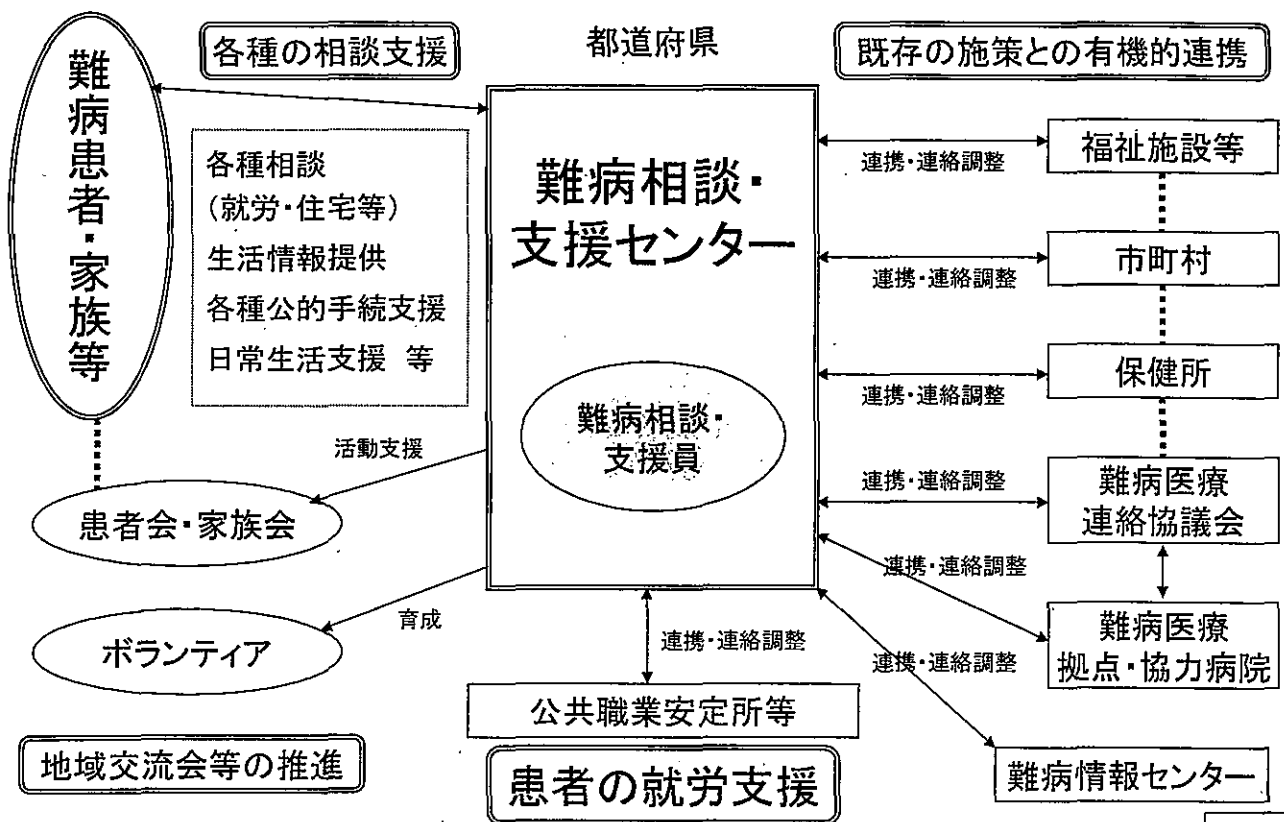 各種の相談支援
都道府県
既存の施策との有機的連携
難病患者・家族等
各種相談
(就労・住宅等)
生活情報提供
各種公的手続支援
日常生活支援 等
難病相談・
支援センター
難病相談・
支援員
連携・連絡調整
福祉施設等
連携・連絡調整
市町村
連携・連絡調整
保健所
連携・連絡調整
難病医療
連絡協議会
連携・連絡調整
難病医療
拠点・協力病院
連携・連絡調整
難病情報センター
活動支援
患者会・家族会
育成
ボランティア
地域交流会等の推進
連携・連絡調整
公共職業安定所等
患者の就労支援